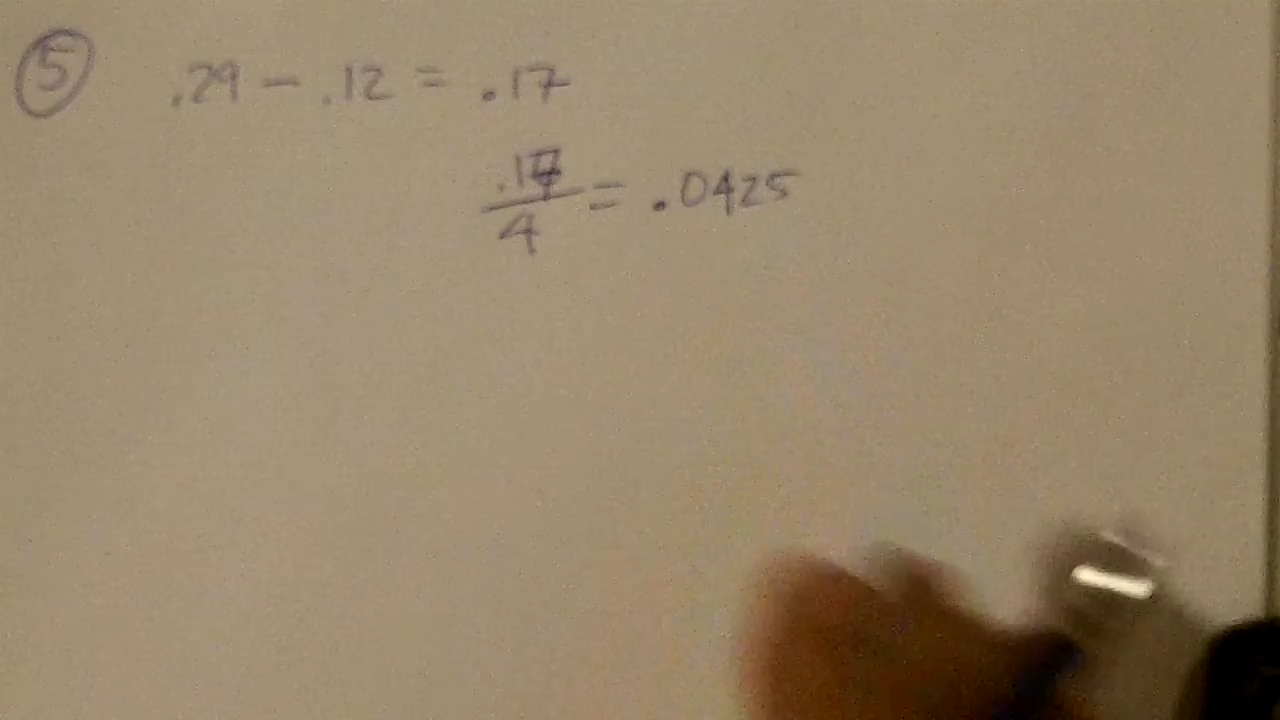 ⑤ .29 - .12 = .17
.17/4 = .0425